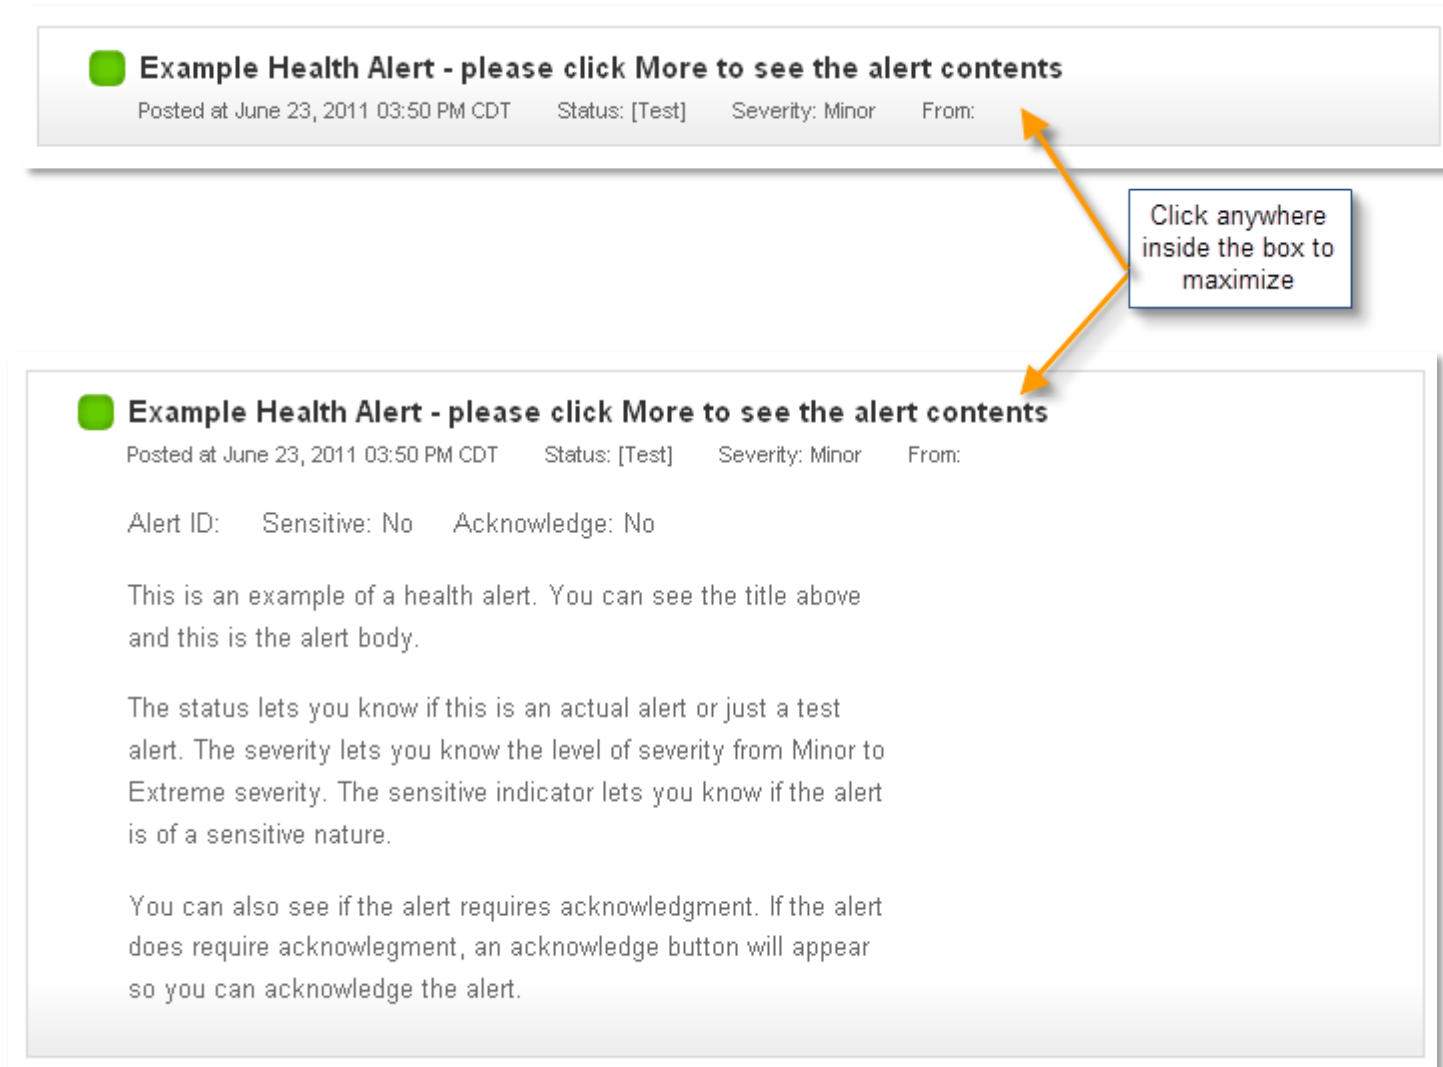 Example Health Alert - please click More to see the alert contents
Posted at June 23, 2011 03:50 PM CDT Status: [Test] Severity: Minor From:
Click anywhere
inside the box to
maximize
Example Health Alert - please click More to see the alert contents
Posted at June 23, 2011 03:50 PM CDT Status: [Test] Severity: Minor From:
Alert ID: Sensitive: No Acknowledge: No
This is an example of a health alert. You can see the title above
and this is the alert body.
The status lets you know if this is an actual alert or just a test
alert. The severity lets you know the level of severity from Minor to
Extreme severity. The sensitive indicator lets you know if the alert
is of a sensitive nature.
You can also see if the alert requires acknowledgment. If the alert
does require acknowlegment, an acknowledge button will appear
so you can acknowledge the alert.